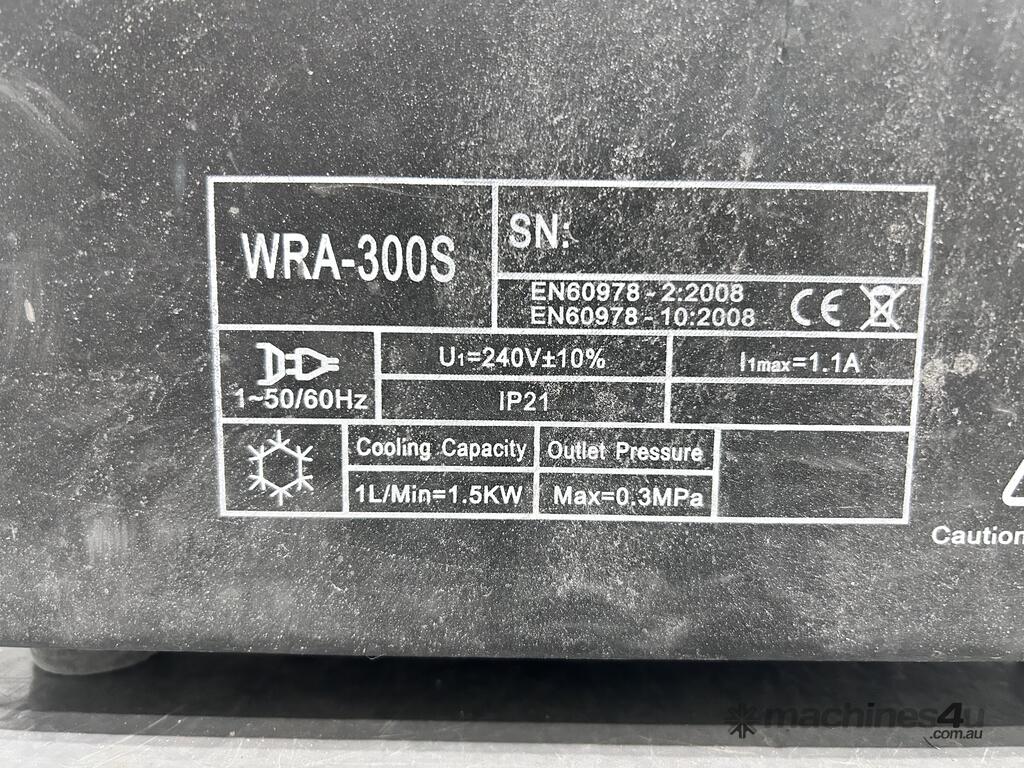 WRA-300S
SN:
EN60978 - 2:2008
EN60978 - 10:2008
CE
1~50/60Hz
U1=240V±10%
I1max=1.1A
IP21
Cooling Capacity
Outlet Pressure
1L/Min=1.5KW
Max=0.3MPa
Caution
machines4u
.com.au